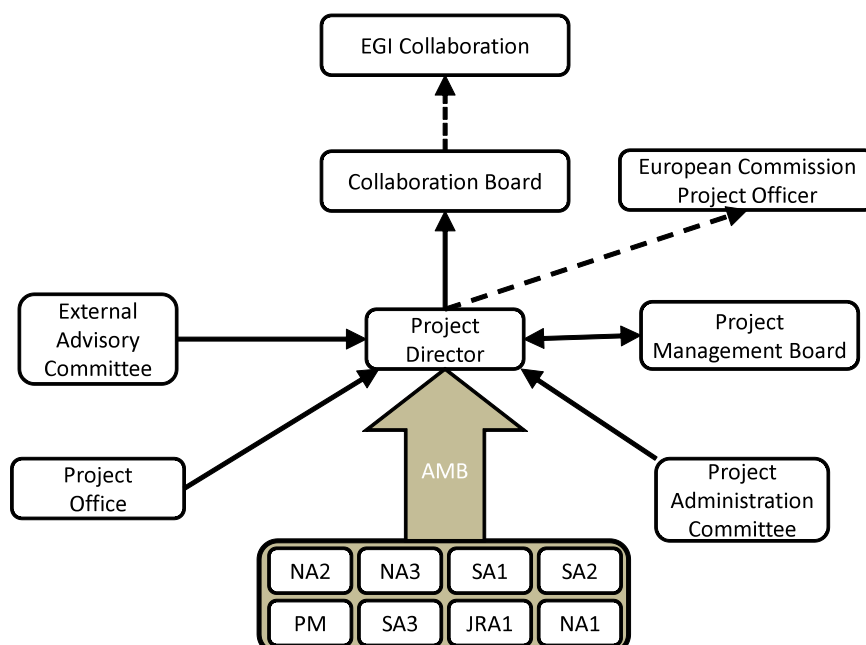 EGI Collaboration
Collaboration Board
European Commission
Project Officer
External
Advisory
Committee
Project
Director
Project
Management Board
Project
Office
AMB
Project
Administration
Committee
NA2 NA3 SA1 SA2
PM SA3 JRA1 NA1